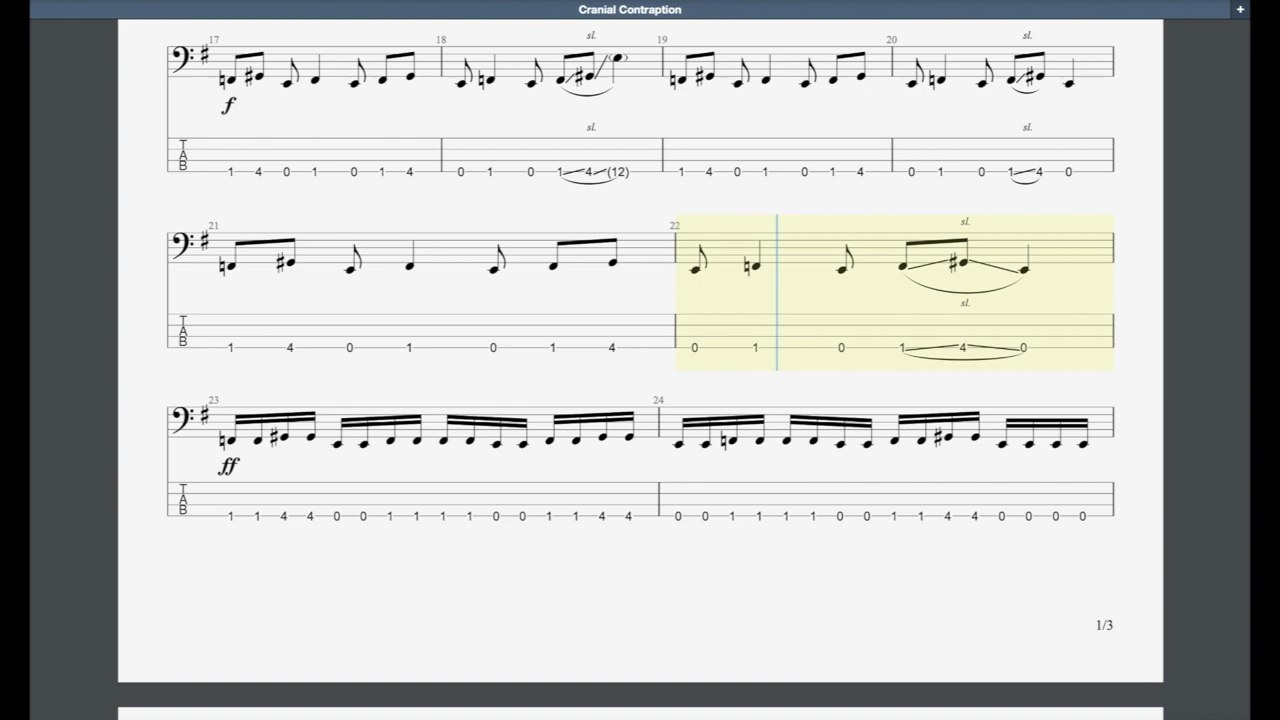 Cranial Contraption +
17 18 sl. 19 20 sl.
f
sl. sl.
T
A
B
1 4 0 1 0 1 4 0 1 0 1 4 (12) 1 4 0 1 0 1 4 0 1 0 1 4 0
21 22 sl.
sl.
T
A
B
1 4 0 1 0 1 4 0 1 0 1 4 0
23 24
ff
T
A
B
1 1 4 4 0 0 1 1 1 1 0 0 1 1 4 4 0 0 1 1 1 1 0 0 1 1 4 4 0 0 0 0
1/3